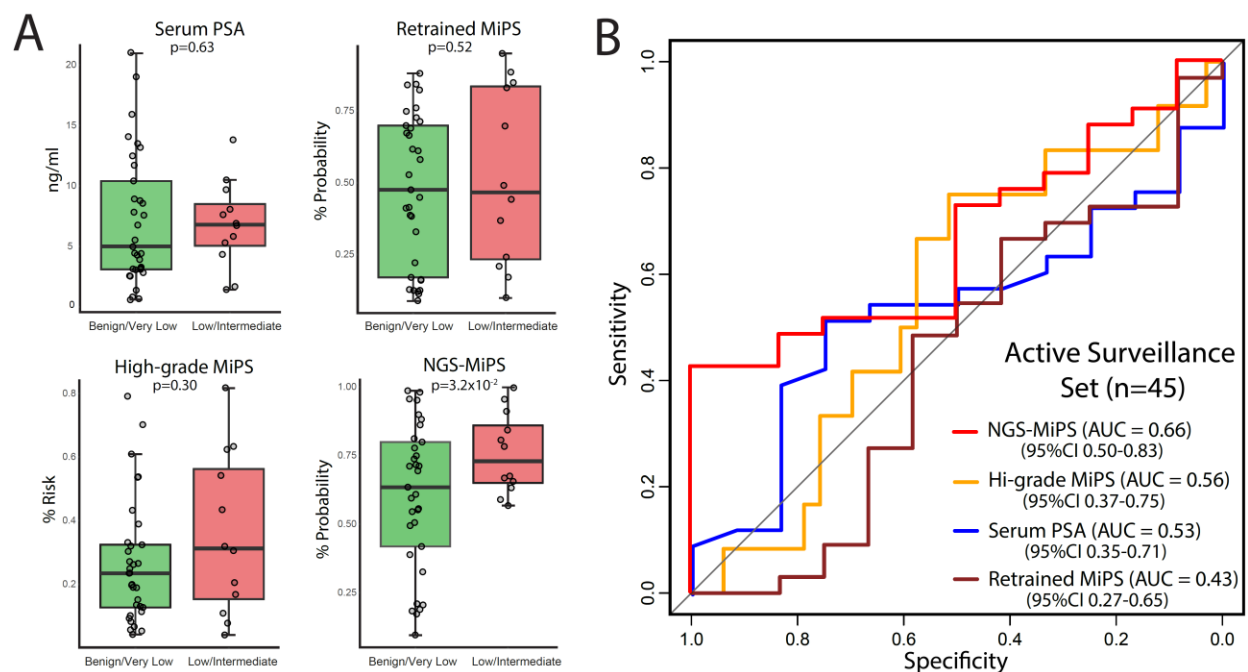 A
Serum PSA
p=0.63
ng/ml
20
15
10
5
0
Benign/Very Low
Low/Intermediate
Retrained MiPS
p=0.52
% Probability
0.75
0.50
0.25
Benign/Very Low
Low/Intermediate
High-grade MiPS
p=0.30
% Risk
0.8
0.6
0.4
0.2
Benign/Very Low
Low/Intermediate
NGS-MiPS
p=3.2x10⁻²
% Probability
1.00
0.75
0.50
0.25
Benign/Very Low
Low/Intermediate
B
Sensitivity
1.0
0.8
0.6
0.4
0.2
0.0
Active Surveillance
Set (n=45)
NGS-MiPS (AUC = 0.66)
(95%CI 0.50-0.83)
Hi-grade MiPS (AUC = 0.56)
(95%CI 0.37-0.75)
Serum PSA (AUC = 0.53)
(95%CI 0.35-0.71)
Retrained MiPS (AUC = 0.43)
(95%CI 0.27-0.65)
1.0 0.8 0.6 0.4 0.2 0.0
Specificity